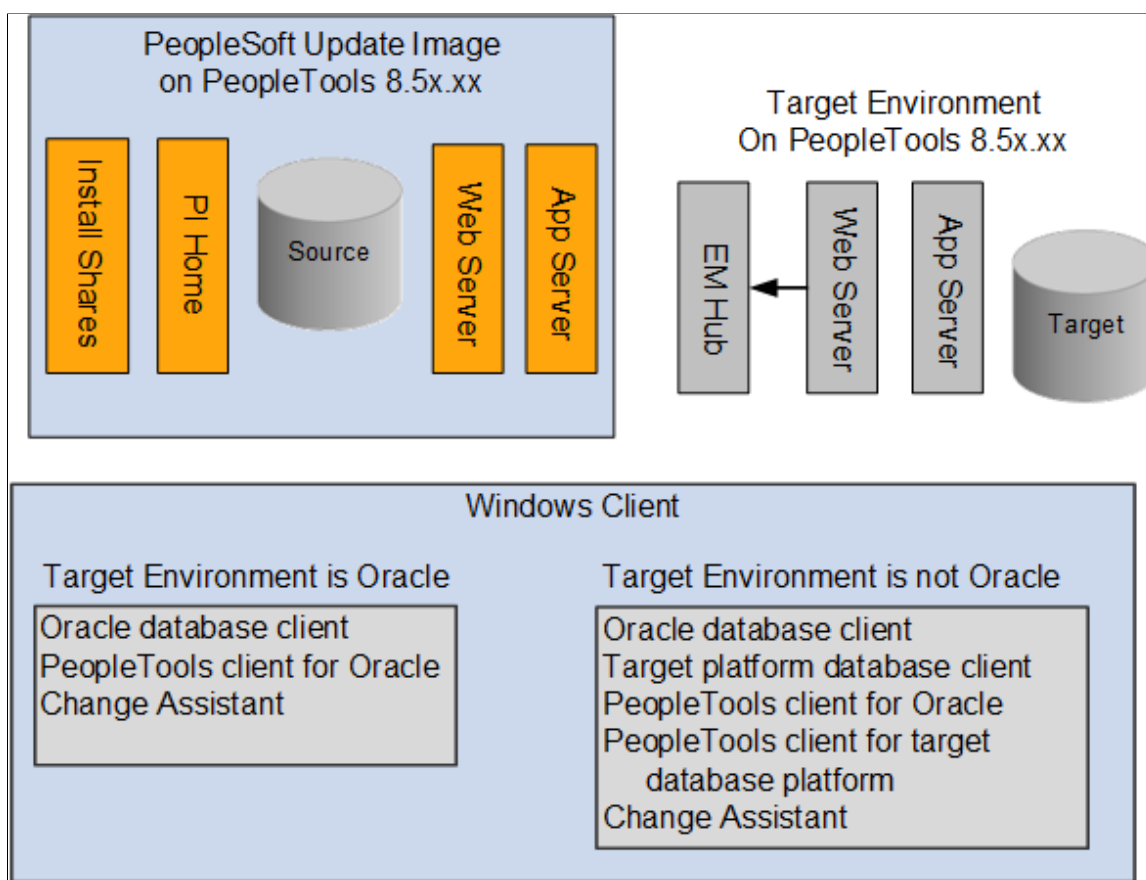 PeopleSoft Update Image
on PeopleTools 8.5x.xx
Install Shares
PI Home
Source
Web Server
App Server
Target Environment
On PeopleTools 8.5x.xx
EM Hub
Web Server
App Server
Target
Windows Client
Target Environment is Oracle
Oracle database client
PeopleTools client for Oracle
Change Assistant
Target Environment is not Oracle
Oracle database client
Target platform database client
PeopleTools client for Oracle
PeopleTools client for target
database platform
Change Assistant